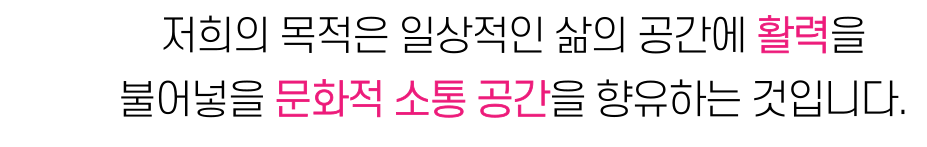 저희의 목적은 일상적인 삶의 공간에 활력을
불어넣을 문화적 소통 공간을 향유하는 것입니다.